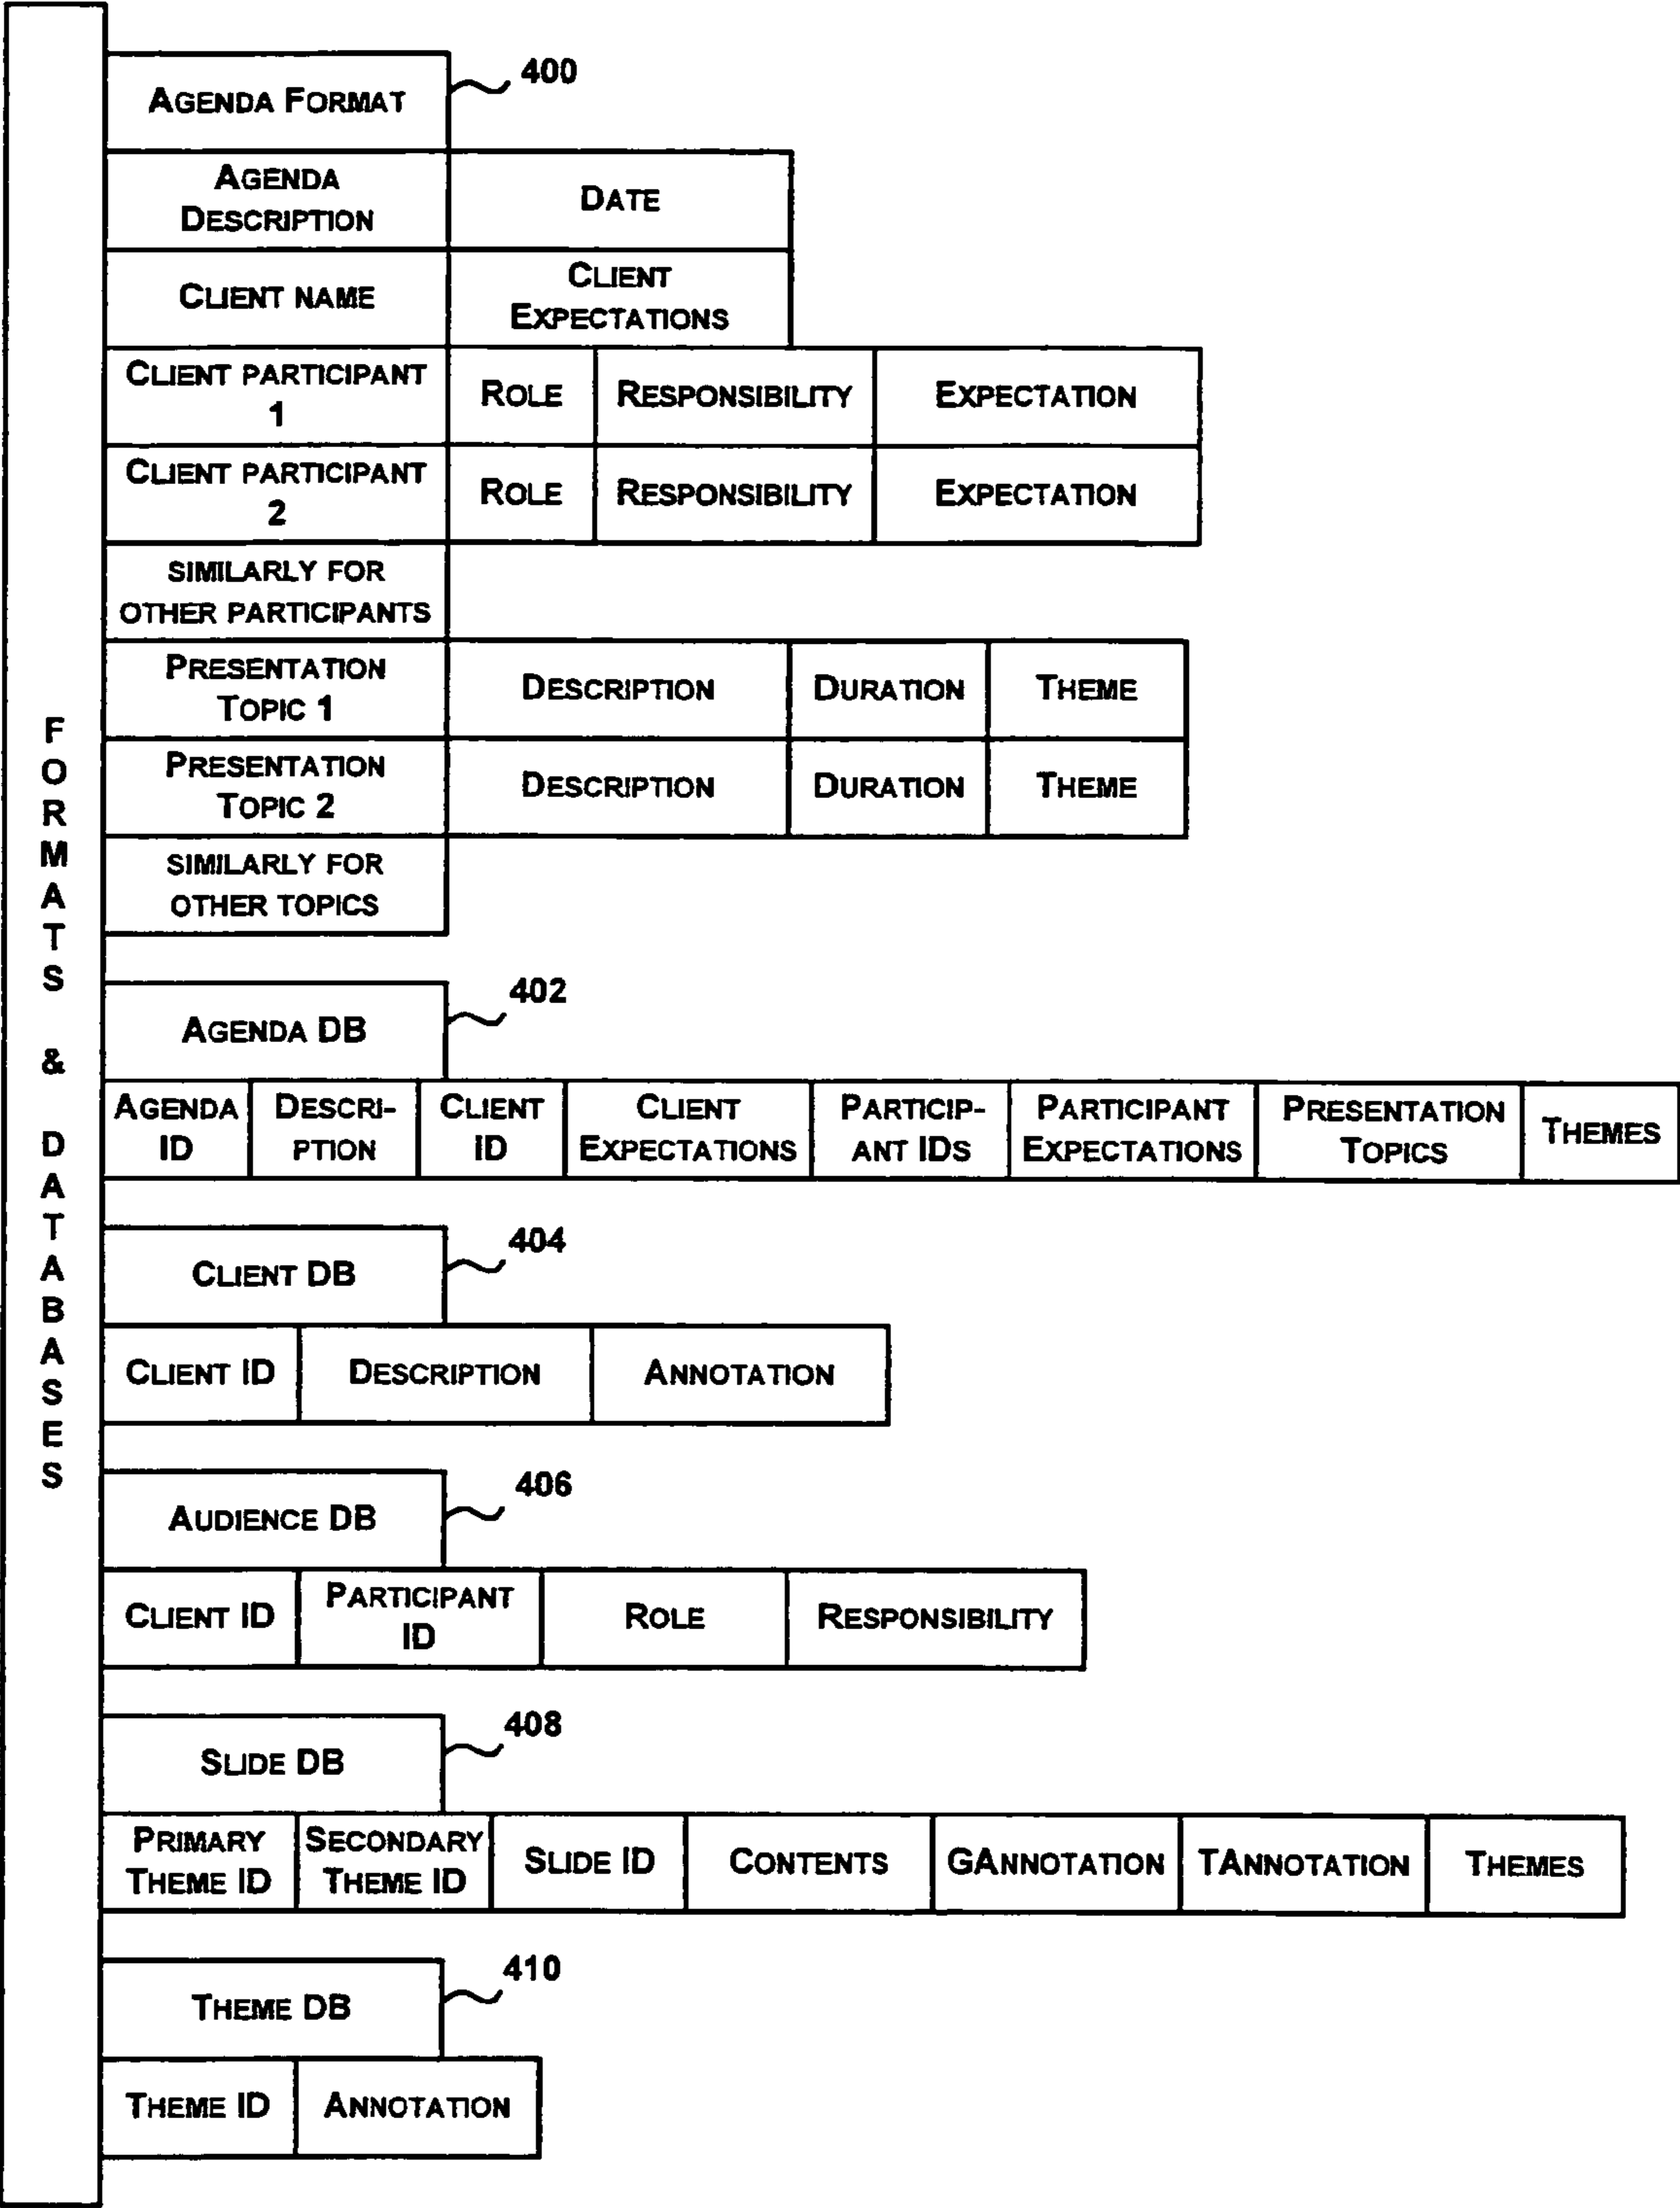 FORMATS & DATABASES
AGENDA FORMAT
400
AGENDA
DESCRIPTION
DATE
CLIENT NAME
CLIENT
EXPECTATIONS
CLIENT PARTICIPANT
1
ROLE
RESPONSIBILITY
EXPECTATION
CLIENT PARTICIPANT
2
ROLE
RESPONSIBILITY
EXPECTATION
SIMILARLY FOR
OTHER PARTICIPANTS
PRESENTATION
TOPIC 1
DESCRIPTION
DURATION
THEME
PRESENTATION
TOPIC 2
DESCRIPTION
DURATION
THEME
SIMILARLY FOR
OTHER TOPICS
AGENDA DB
402
AGENDA
ID
DESCRI-
PTION
CLIENT
ID
CLIENT
EXPECTATIONS
PARTICIP-
ANT IDS
PARTICIPANT
EXPECTATIONS
PRESENTATION
TOPICS
THEMES
CLIENT DB
404
CLIENT ID
DESCRIPTION
ANNOTATION
AUDIENCE DB
406
CLIENT ID
PARTICIPANT
ID
ROLE
RESPONSIBILITY
SLIDE DB
408
PRIMARY
THEME ID
SECONDARY
THEME ID
SLIDE ID
CONTENTS
GANNOTATION
TANNOTATION
THEMES
THEME DB
410
THEME ID
ANNOTATION